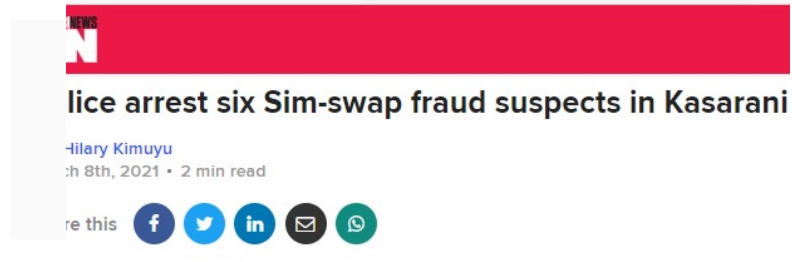 NEWS
N
lice arrest six Sim-swap fraud suspects in Kasarani
Hilary Kimuyu
ch 8th, 2021 • 2 min read
re this